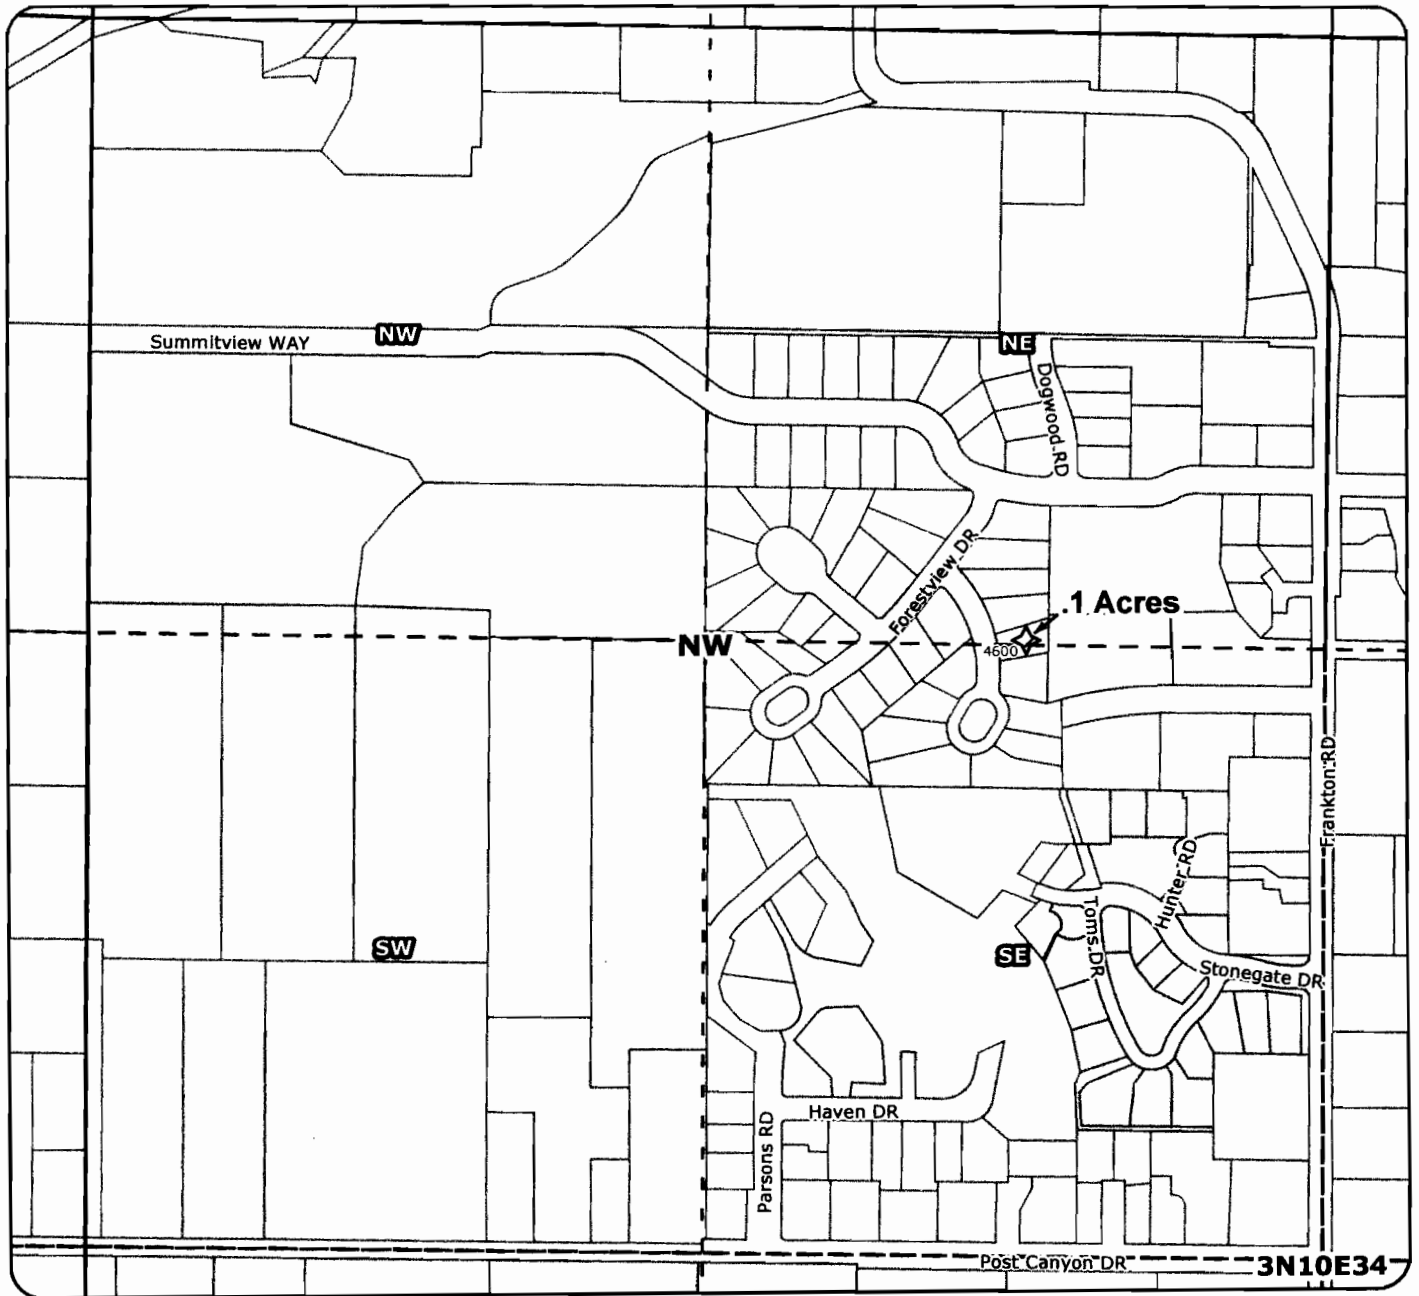 Summitview WAY
NW
NE
Dogwood RD
Forestview DR
.1 Acres
NW
4600
Frankton RD
Hunter RD
SW
SE
Toms DR
Stonegate DR
Haven DR
Parsons RD
Post Canyon DR
3N10E34